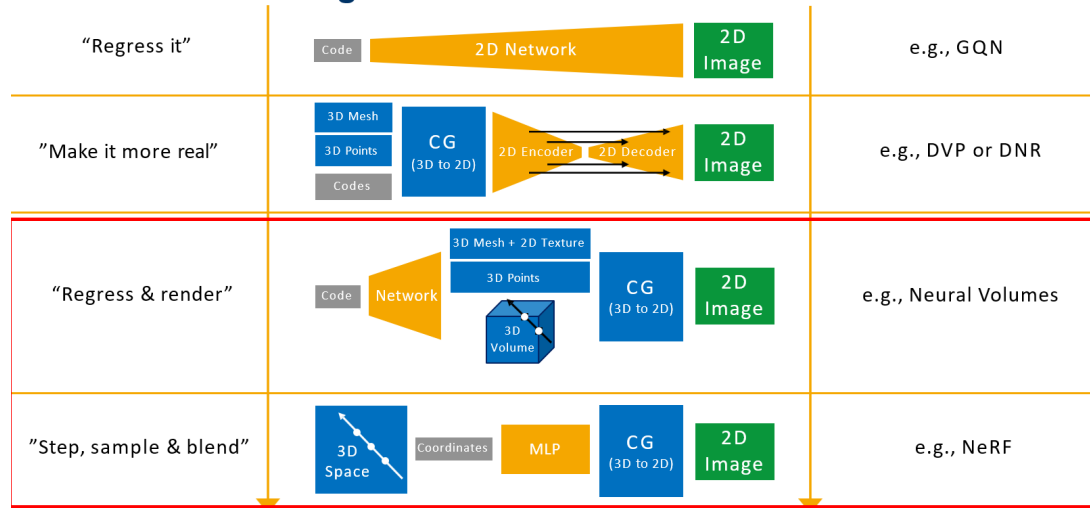 “Regress it”
Code
2D Network
2D
Image
e.g., GQN
”Make it more real”
3D Mesh
3D Points
Codes
CG
(3D to 2D)
2D Encoder
2D Decoder
2D
Image
e.g., DVP or DNR
“Regress & render”
Code
Network
3D Mesh + 2D Texture
3D Points
3D
Volume
CG
(3D to 2D)
2D
Image
e.g., Neural Volumes
”Step, sample & blend”
3D
Space
Coordinates
MLP
CG
(3D to 2D)
2D
Image
e.g., NeRF